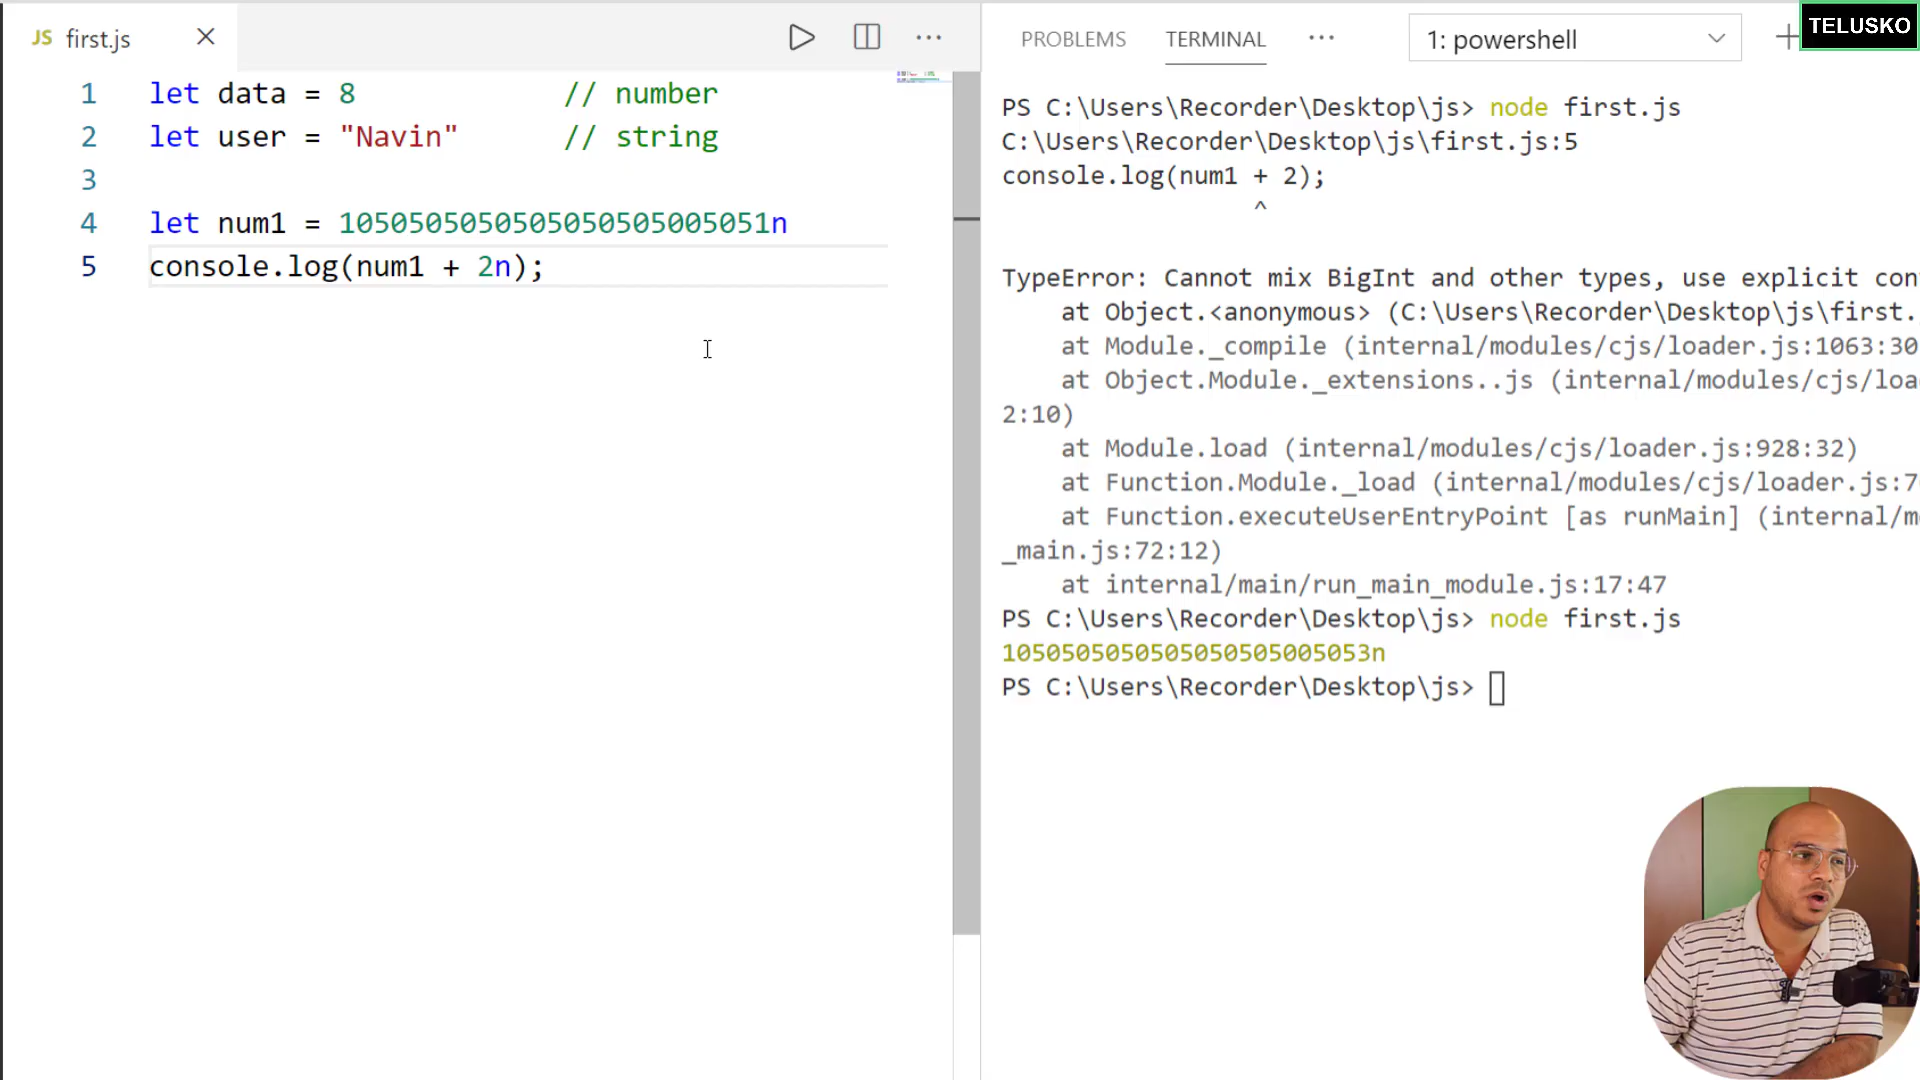 JS first.js
1 let data = 8 // number
2 let user = "Navin" // string
3
4 let num1 = 1050505050505050505005051n
5 console.log(num1 + 2n);
PROBLEMS TERMINAL ··· 1: powershell
TELUSKO
PS C:\Users\Recorder\Desktop\js> node first.js
C:\Users\Recorder\Desktop\js\first.js:5
console.log(num1 + 2);
^
TypeError: Cannot mix BigInt and other types, use explicit con
at Object.<anonymous> (C:\Users\Recorder\Desktop\js\first.
at Module._compile (internal/modules/cjs/loader.js:1063:30
at Object.Module._extensions..js (internal/modules/cjs/loa
2:10)
at Module.load (internal/modules/cjs/loader.js:928:32)
at Function.Module._load (internal/modules/cjs/loader.js:7
at Function.executeUserEntryPoint [as runMain] (internal/m
_main.js:72:12)
at internal/main/run_main_module.js:17:47
PS C:\Users\Recorder\Desktop\js> node first.js
1050505050505050505005053n
PS C:\Users\Recorder\Desktop\js>